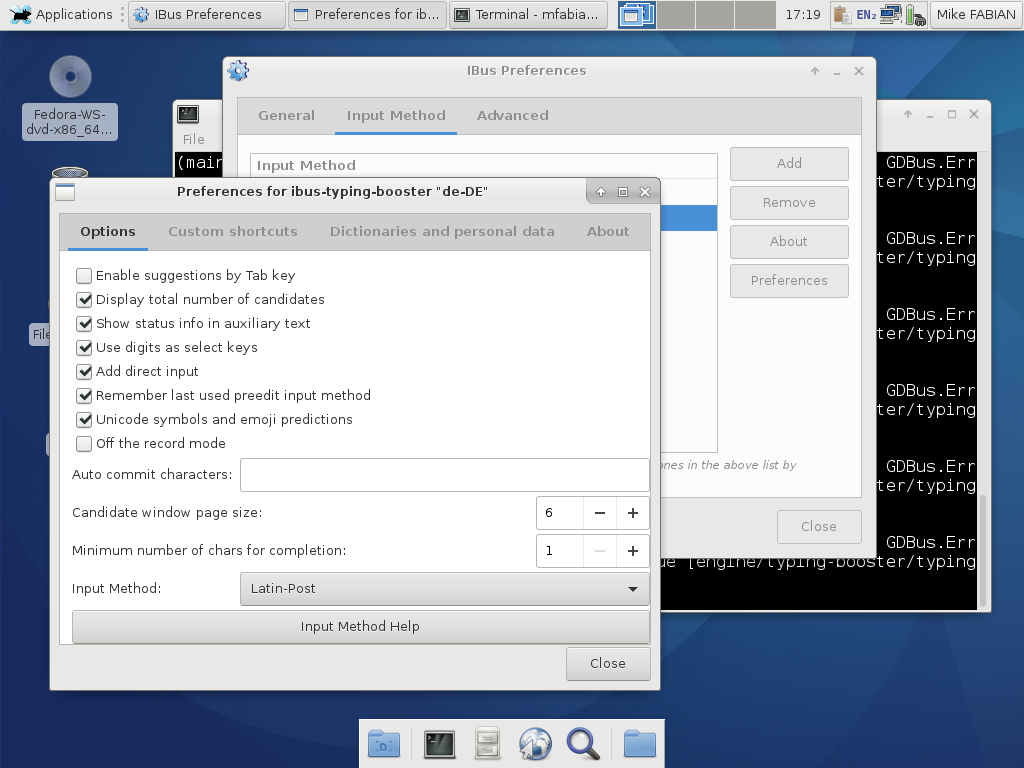 Applications
IBus Preferences
Preferences for ib...
Terminal - mfabia...
17:19
EN₂
Mike FABIAN
Fedora-WS-
dvd-x86_64...
File
IBus Preferences
General
Input Method
Advanced
Input Method
Add
Remove
About
Preferences
ones in the above list by
Close
File
(main
GDBus.Err
ter/typing
GDBus.Err
ter/typing
GDBus.Err
ter/typing
GDBus.Err
ter/typing
GDBus.Err
ter/typing
GDBus.Err
de [engine/typing-booster/typing
Preferences for ibus-typing-booster "de-DE"
Options
Custom shortcuts
Dictionaries and personal data
About
Enable suggestions by Tab key
Display total number of candidates
Show status info in auxiliary text
Use digits as select keys
Add direct input
Remember last used preedit input method
Unicode symbols and emoji predictions
Off the record mode
Auto commit characters:
Candidate window page size:
6
Minimum number of chars for completion:
1
Input Method:
Latin-Post
Input Method Help
Close